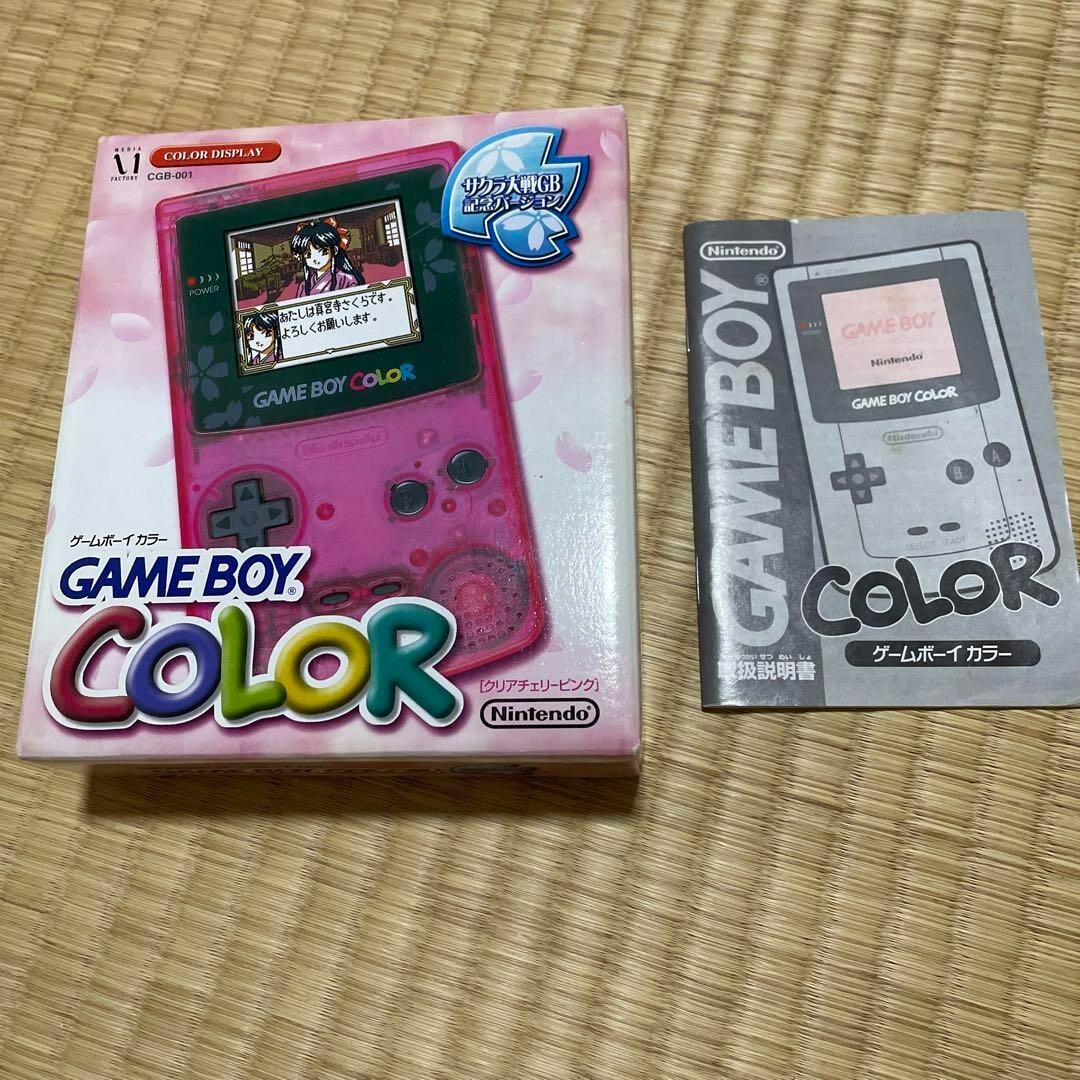 MEDIA
FACTORY
COLOR DISPLAY
CGB-001
サクラ大戦GB
記念バージョン
COMM
POWER
あたしは真宮寺さくらです。
よろしくお願いします。
GAME BOY COLOR
Nintendo
B
A
ゲームボーイ カラー
GAME BOY®
COLOR
[クリアチェリーピンク]
Nintendo
Nintendo
GAME BOY
COMM
POWER
GAME BOY
Nintendo
GAME BOY COLOR
Nintendo
B
A
SELECT START
COLOR
ゲームボーイ カラー
取扱説明書